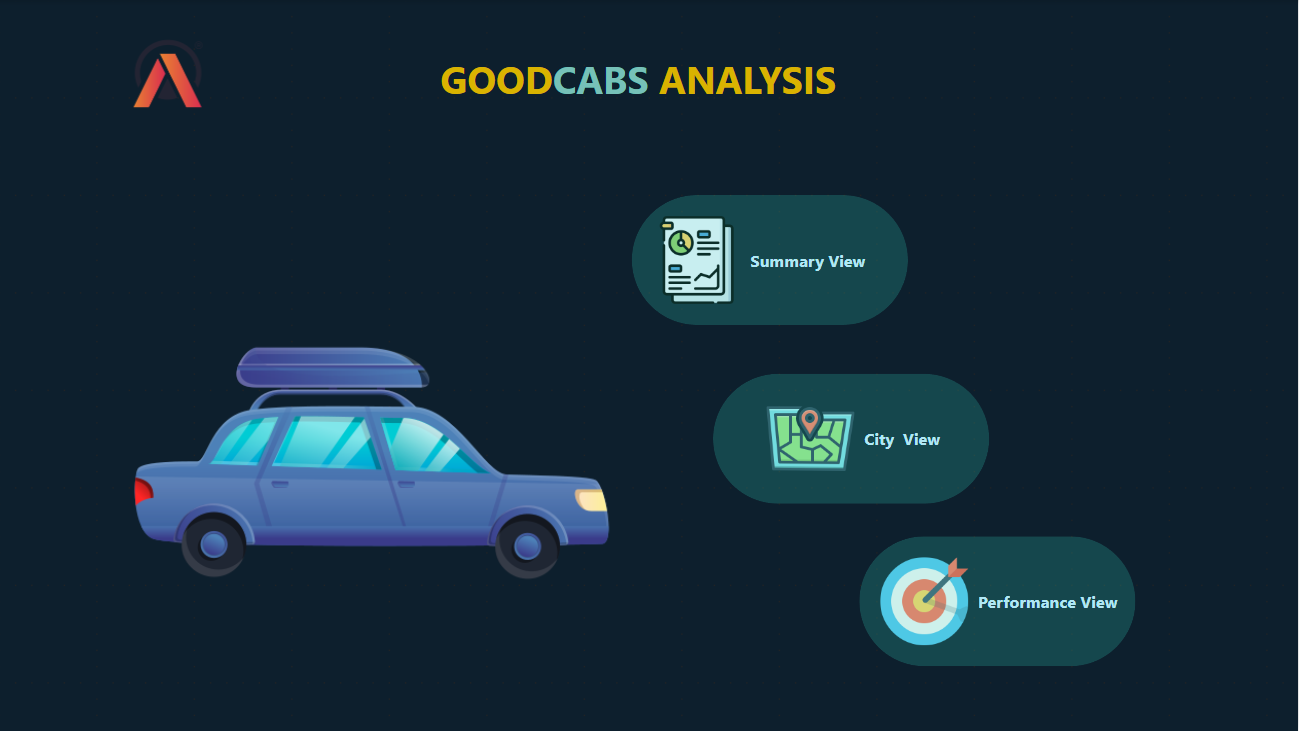 GOODCABS ANALYSIS
Summary View
City  View
Performance View